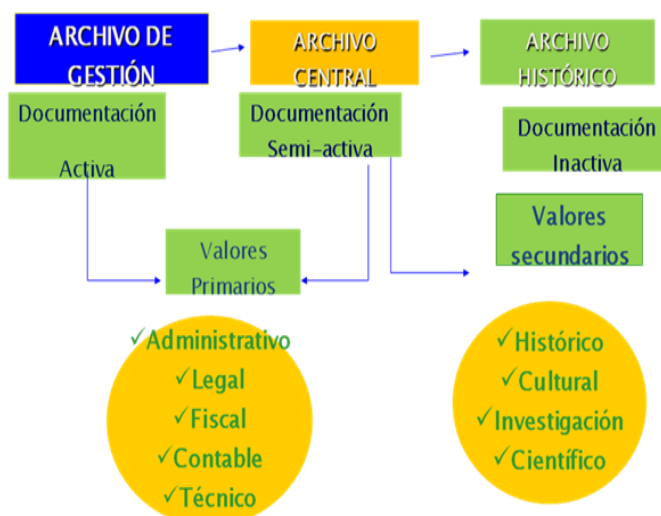 ARCHIVO DE
GESTIÓN
ARCHIVO
CENTRAL
ARCHIVO
HISTÓRICO
Documentación
Activa
Documentación
Semi-activa
Documentación
Inactiva
Valores
Primarios
Valores
secundarios
✓Administrativo
✓Legal
✓Fiscal
✓Contable
✓Técnico
✓Histórico
✓Cultural
✓Investigación
✓Científico